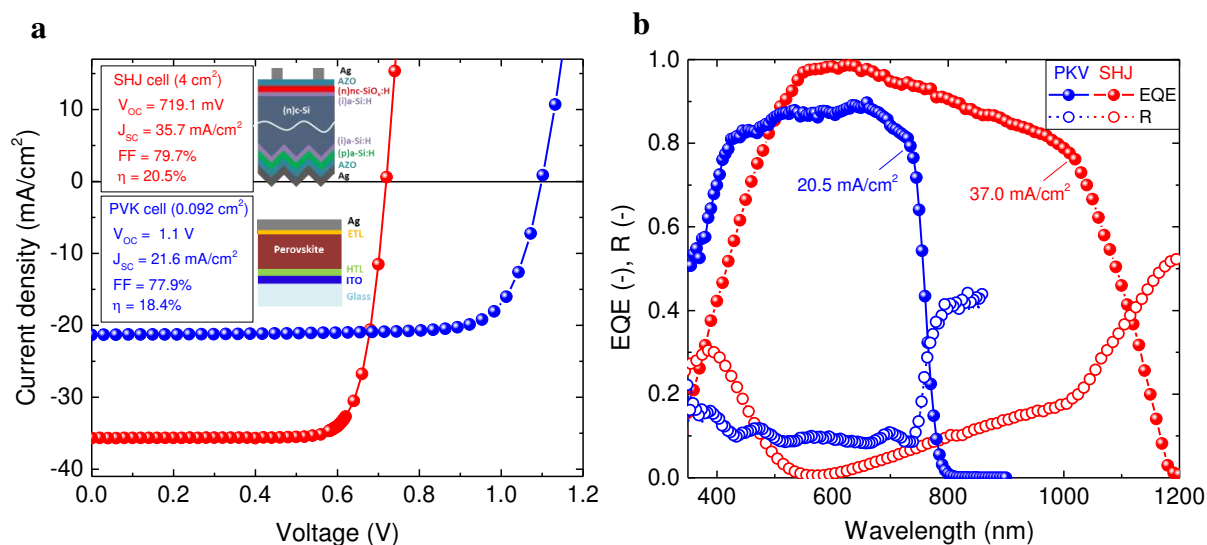 a
SHJ cell (4 cm²)
V_OC = 719.1 mV
J_SC = 35.7 mA/cm²
FF = 79.7%
η = 20.5%
Ag
AZO
(n)nc-SiOₓ:H
(i)a-Si:H
(n)c-Si
(i)a-Si:H
(p)a-Si:H
AZO
Ag
PVK cell (0.092 cm²)
V_OC = 1.1 V
J_SC = 21.6 mA/cm²
FF = 77.9%
η = 18.4%
Ag
ETL
Perovskite
HTL
ITO
Glass
Current density (mA/cm²)
10
0
-10
-20
-30
-40
0.0 0.2 0.4 0.6 0.8 1.0 1.2
Voltage (V)
b
PKV SHJ
EQE
R
20.5 mA/cm²
37.0 mA/cm²
EQE (-), R (-)
1.0
0.8
0.6
0.4
0.2
0.0
400 600 800 1000 1200
Wavelength (nm)